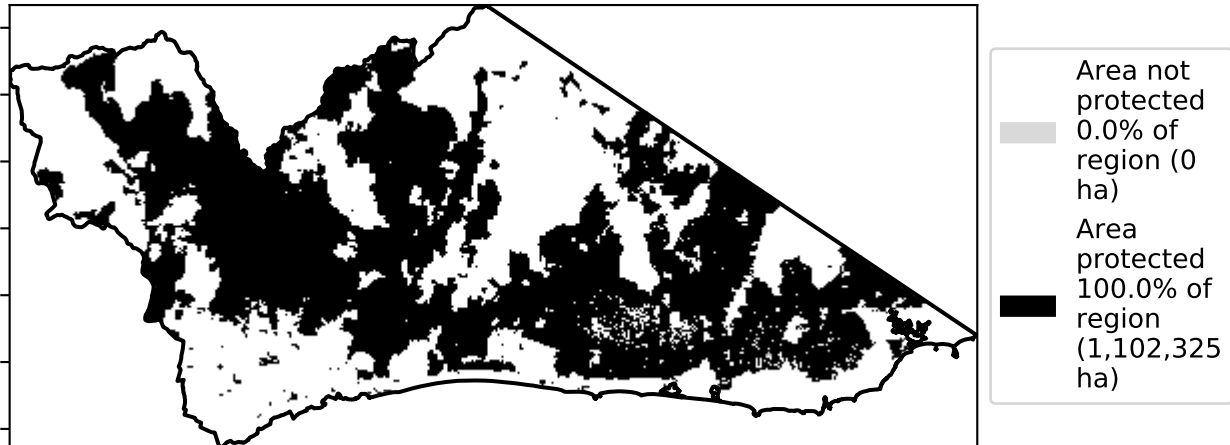 Area not
protected
0.0% of
region (0
ha)
Area
protected
100.0% of
region
(1,102,325
ha)